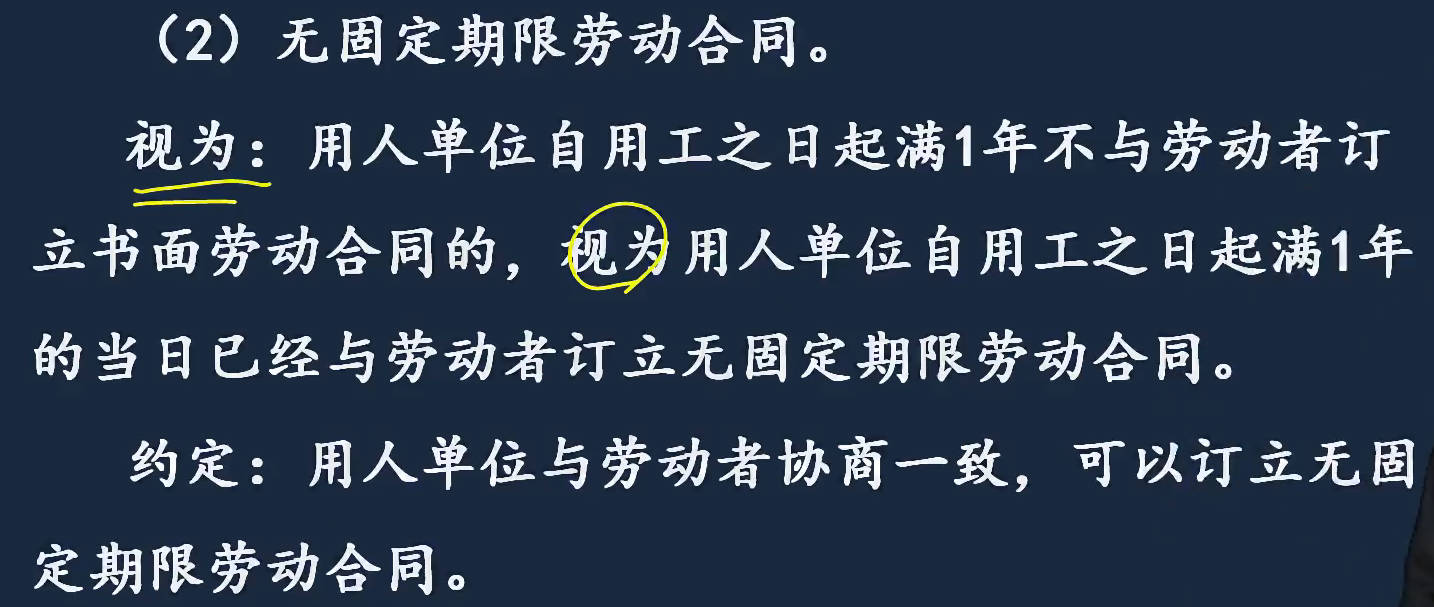 （2）无固定期限劳动合同。
视为：用人单位自用工之日起满1年不与劳动者订
立书面劳动合同的，视为用人单位自用工之日起满1年
的当日已经与劳动者订立无固定期限劳动合同。
约定：用人单位与劳动者协商一致，可以订立无固
定期限劳动合同。